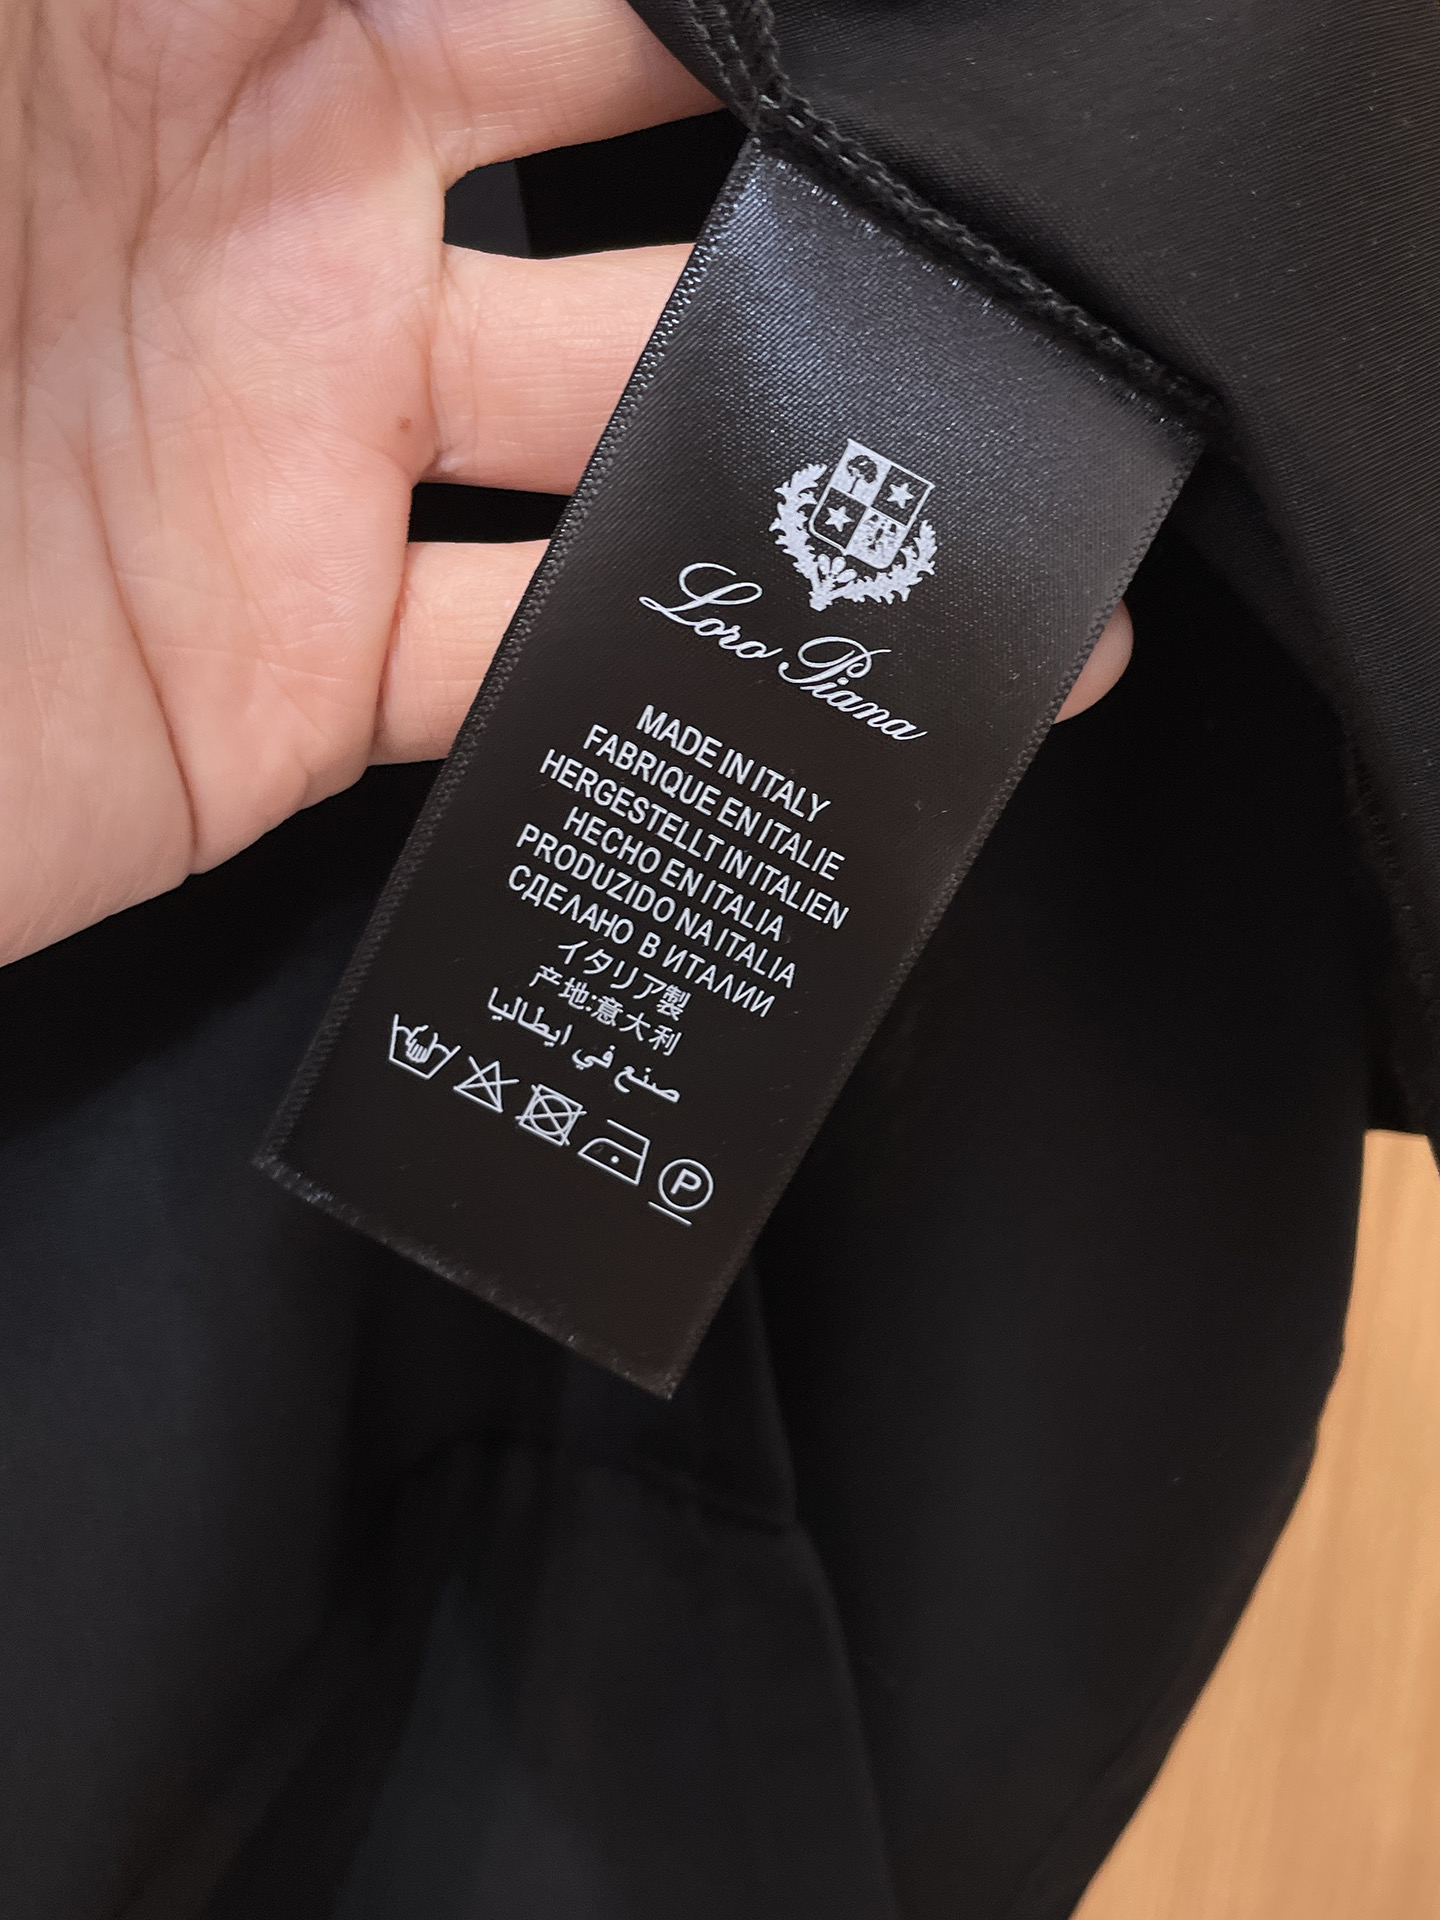 Loro Piana
MADE IN ITALY
FABRIQUE EN ITALIE
HERGESTELLT IN ITALIEN
HECHO EN ITALIA
PRODUZIDO NA ITALIA
СДЕЛАНО В ИТАЛИИ
イタリア製
产地:意大利
صنع في ايطاليا
P